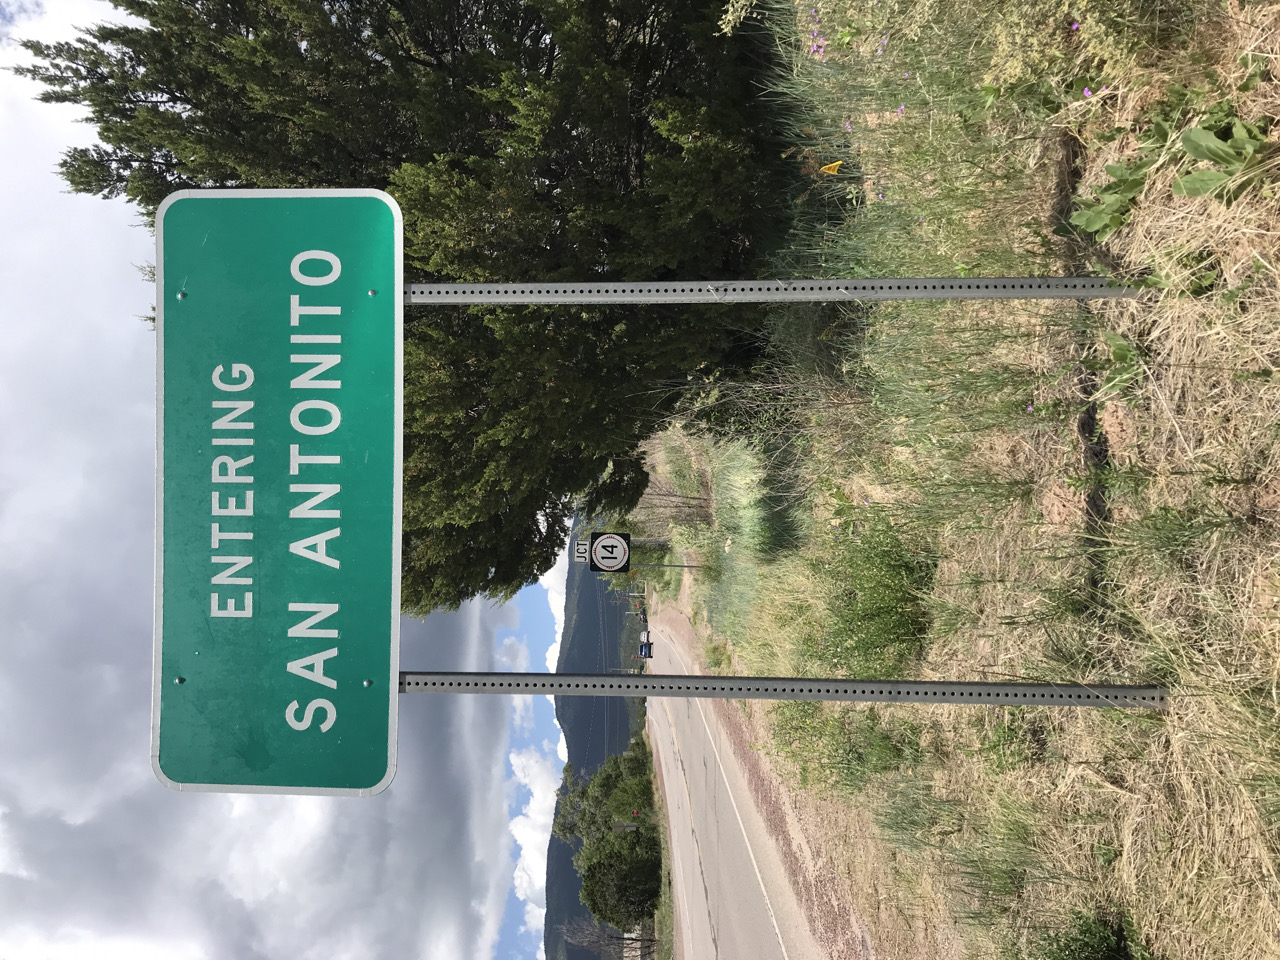 ENTERING
SAN ANTONITO
JCT
14